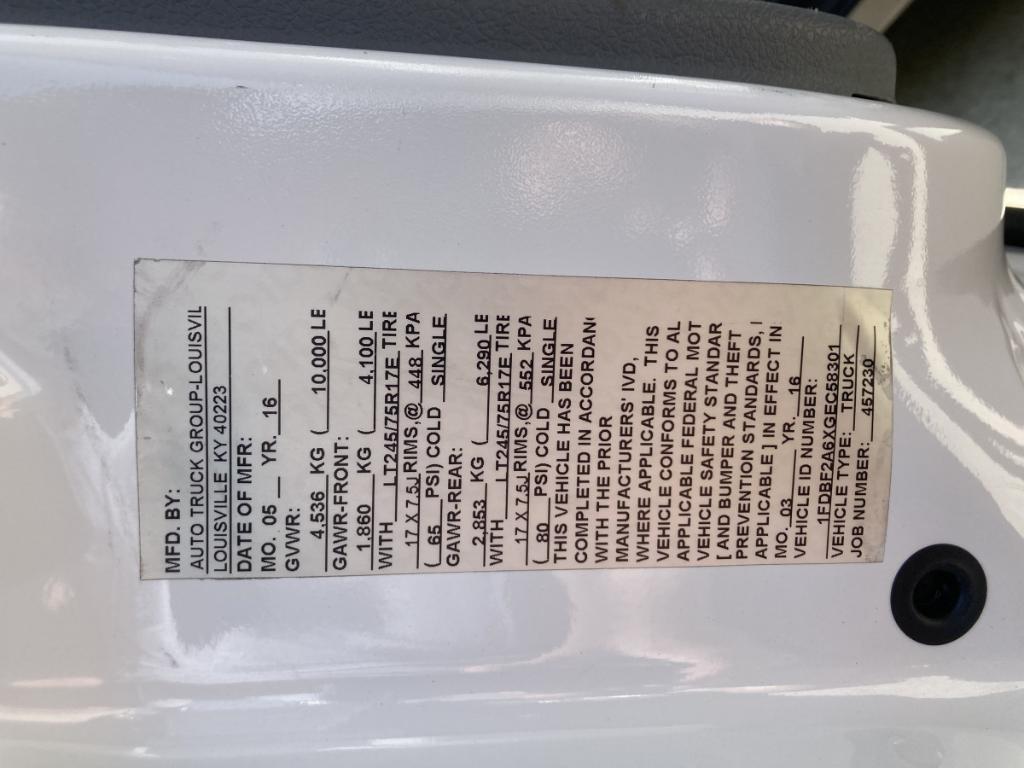 MFD. BY:
AUTO TRUCK GROUP-LOUISVIL
LOUISVILLE KY 40223
DATE OF MFR:
MO. 05 YR. 16
GVWR:
4,536 KG ( 10,000 LE
GAWR-FRONT:
1,860 KG ( 4,100 LE
WITH LT245/75R17E TIRE
17 X 7.5J RIMS,@ 448 KPA
( 65 PSI) COLD SINGLE
GAWR-REAR:
2,853 KG ( 6,290 LE
WITH LT245/75R17E TIRE
17 X 7.5J RIMS,@ 552 KPA
( 80 PSI) COLD SINGLE
THIS VEHICLE HAS BEEN
COMPLETED IN ACCORDAN
WITH THE PRIOR
MANUFACTURERS' IVD,
WHERE APPLICABLE. THIS
VEHICLE CONFORMS TO AL
APPLICABLE FEDERAL MOT
VEHICLE SAFETY STANDAR
[ AND BUMPER AND THEFT
PREVENTION STANDARDS, I
APPLICABLE ] IN EFFECT IN
MO. 03 YR. 16
VEHICLE ID NUMBER:
1FDBF2A6XGEC58301
VEHICLE TYPE: TRUCK
JOB NUMBER: 457230